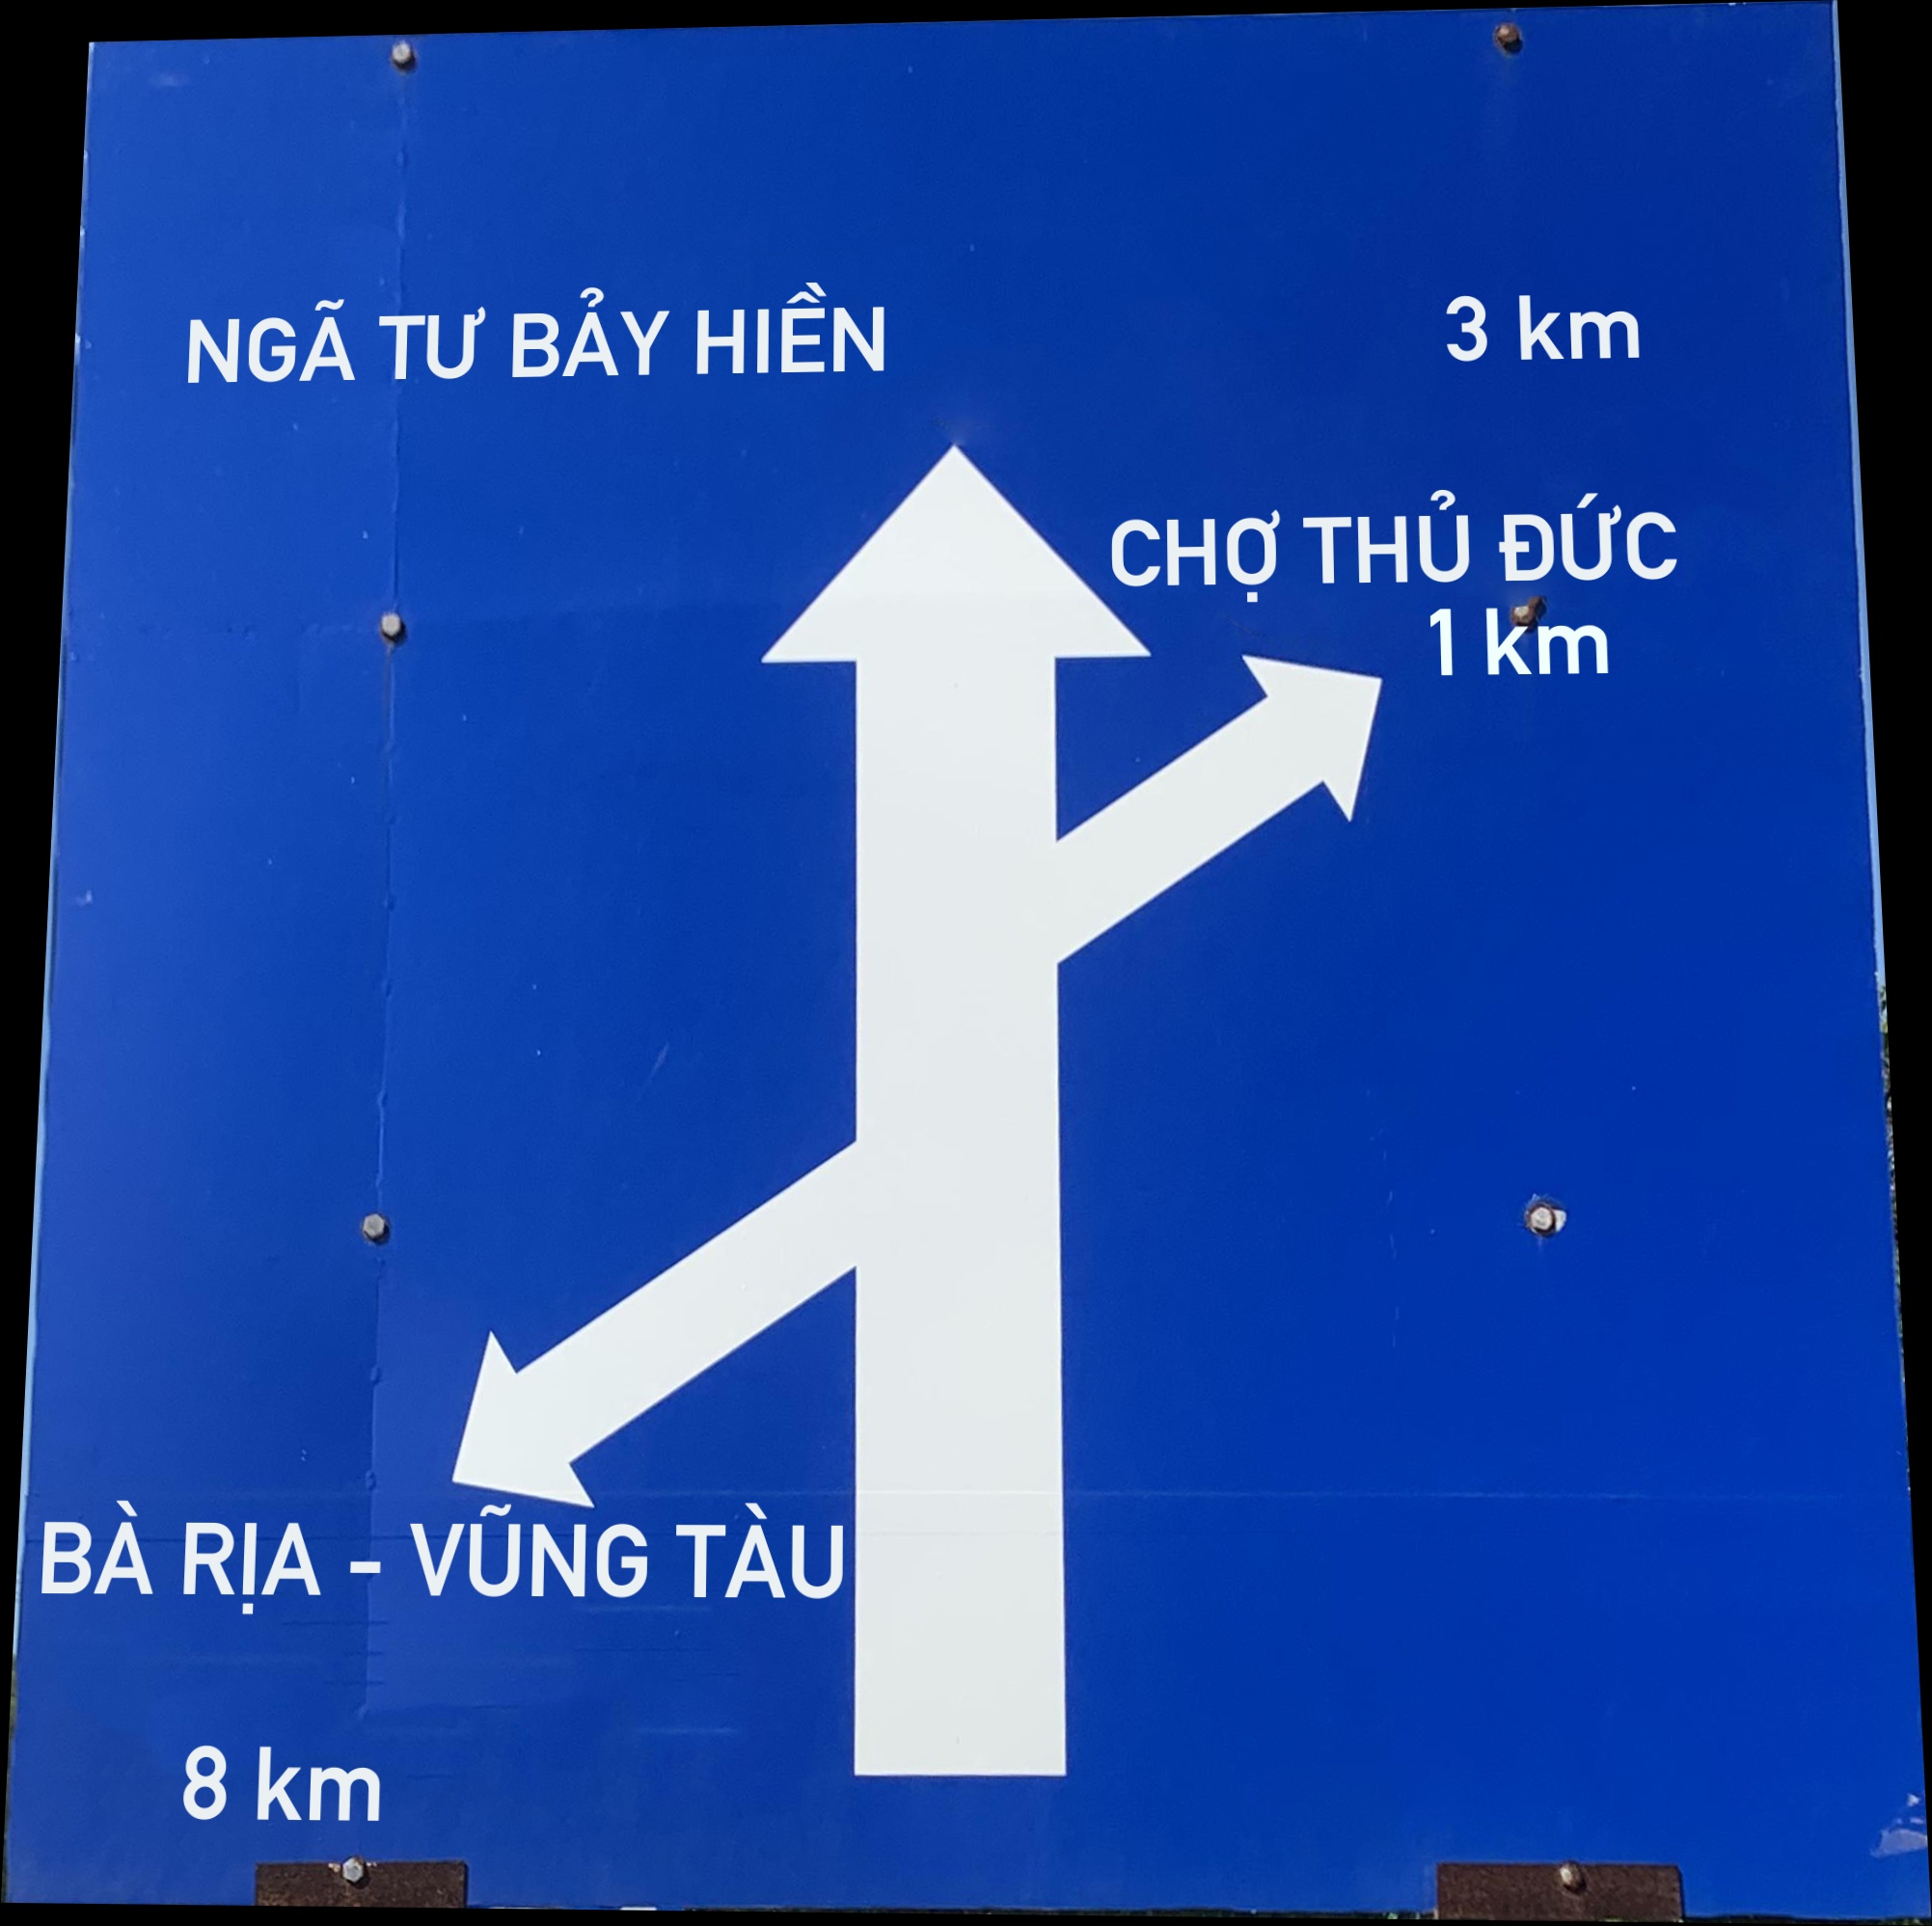 NGÃ TƯ BẢY HIỀN 3 km
CHỢ THỦ ĐỨC
1 km
BÀ RỊA - VŨNG TÀU
8 km